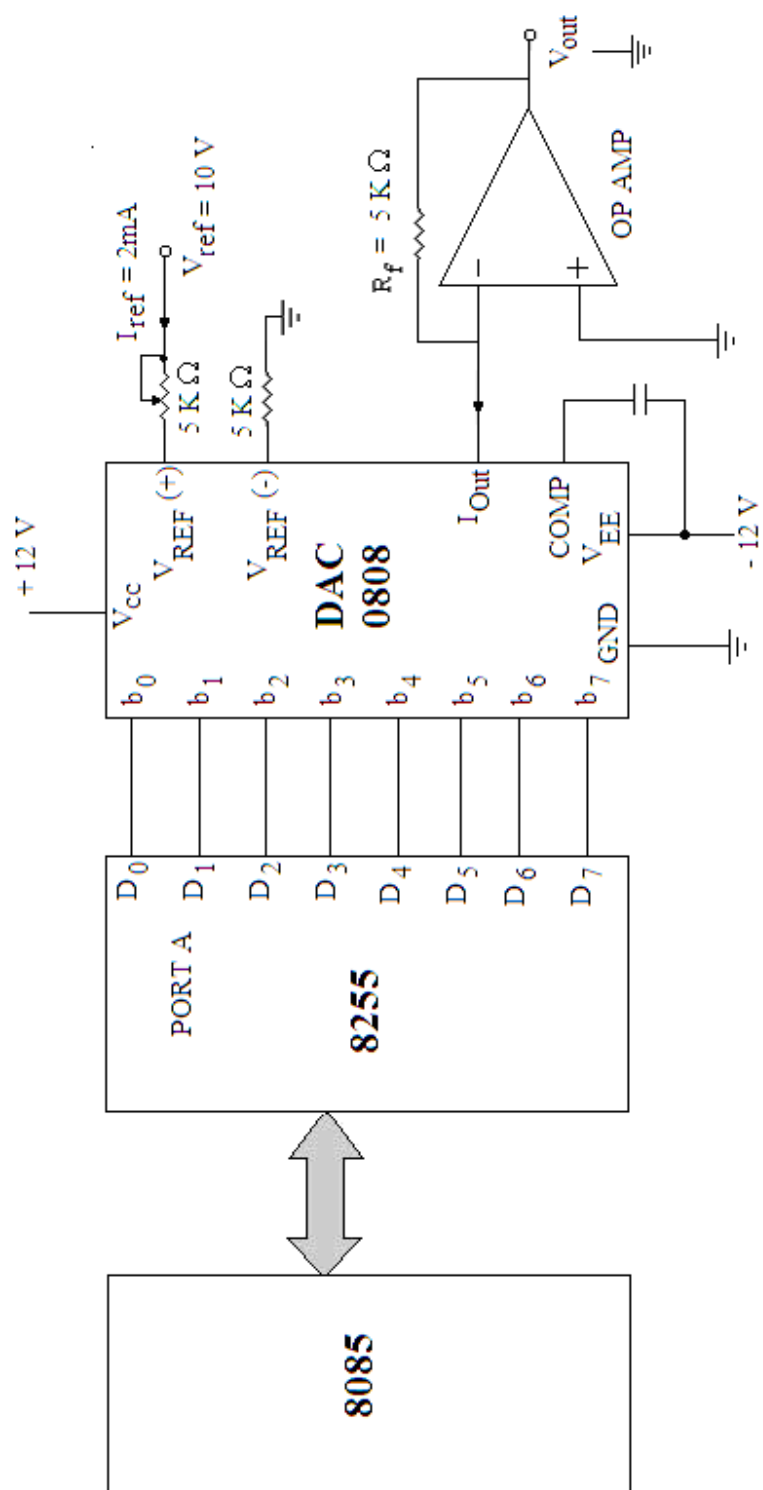 8085
8255
PORT A
D0
D1
D2
D3
D4
D5
D6
D7
b0
b1
b2
b3
b4
b5
b6
b7
DAC
0808
Vcc
+12 V
VREF (+)
VREF (-)
IOut
COMP
VEE
GND
- 12 V
5 K Ω
5 K Ω
Iref = 2mA
Vref = 10 V
Rf = 5 K Ω
-
+
OP AMP
Vout